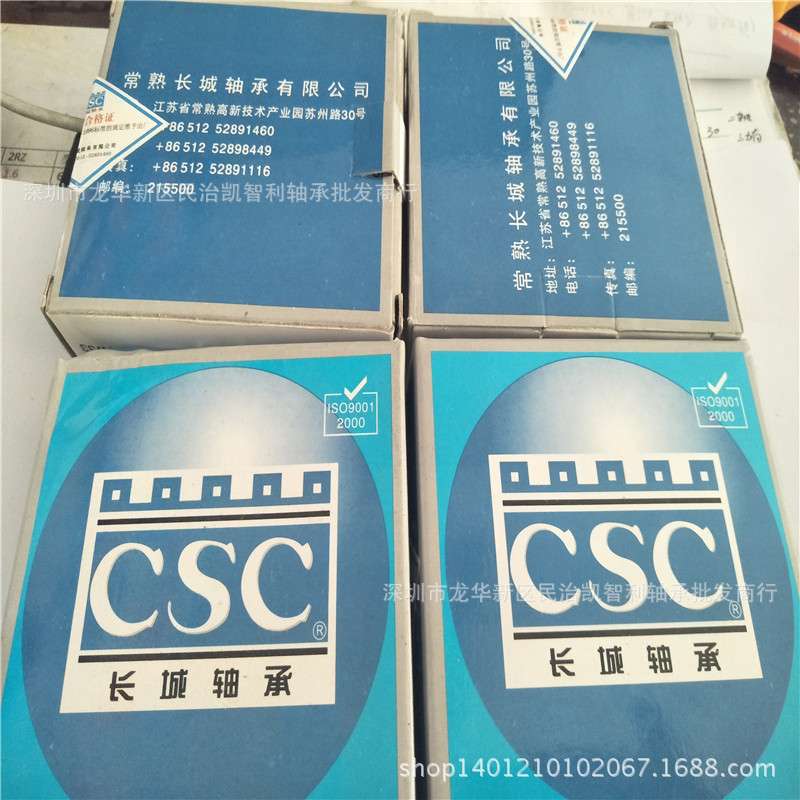 常熟长城轴承有限公司
江苏省常熟高新技术产业园苏州路30号
+86 512 52891460
+86 512 52898449
传真: +86 512 52891116
邮编: 215500
合格证
2RZ
常熟长城轴承有限公司
地址: 江苏省常熟高新技术产业园苏州路30号
电话: +86 512 52891460
+86 512 52898449
传真: +86 512 52891116
邮编: 215500
深圳市龙华新区民治凯智利轴承批发商行
ISO9001
2000
CSC®
长城轴承
ISO9001
2000
CSC®
长城轴承
深圳市龙华新区民治凯智利轴承批发商行
shop1401210102067.1688.com